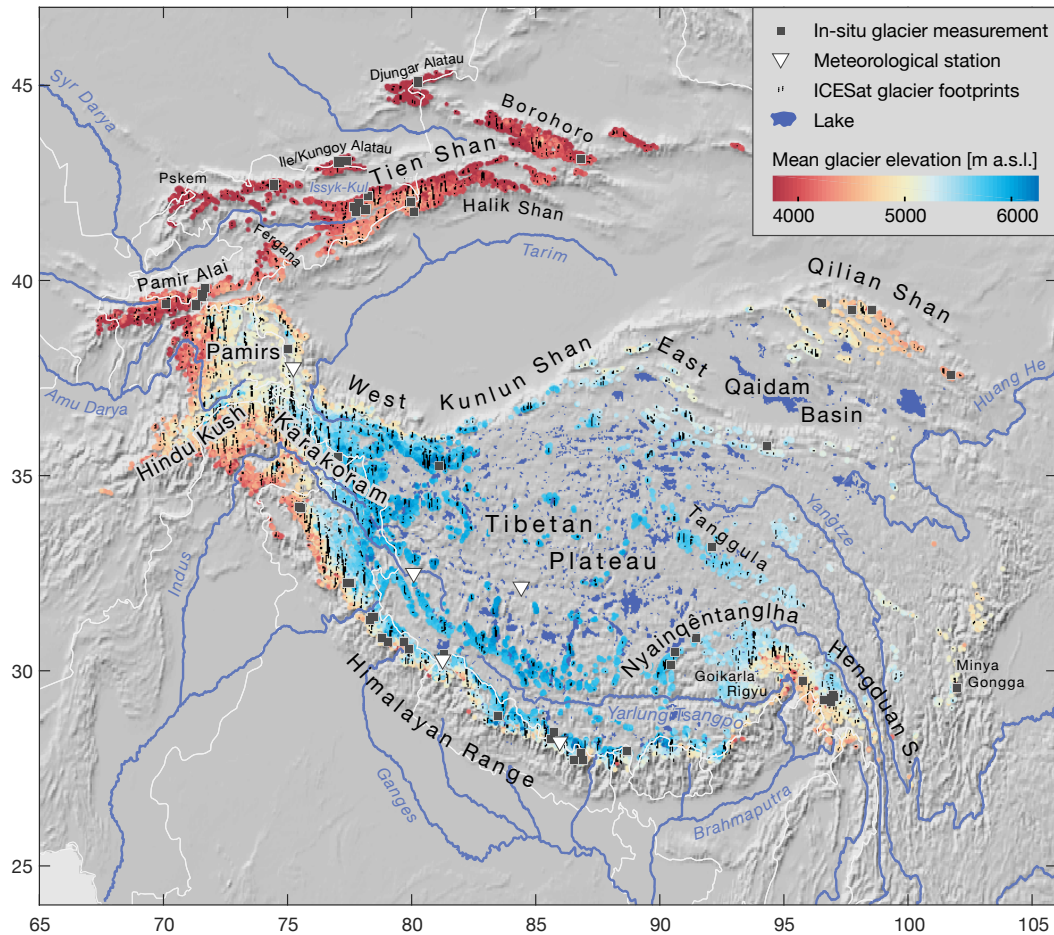 In-situ glacier measurement
Meteorological station
ICESat glacier footprints
Lake
Mean glacier elevation [m a.s.l.]
4000 5000 6200
45
40
35
30
25
65 70 75 80 85 90 95 100 105
Syr Darya
Djungar Alatau
Borohoro
Ile/Kungoy Alatau
Tien Shan
Pskem
Issyk-Kul
Halik Shan
Fergana
Tarim
Pamir Alai
Qilian Shan
Pamirs
Amu Darya
West Kunlun Shan
East
Qaidam
Basin
Huang He
Hindu Kush
Karakoram
Tibetan
Plateau
Tanggula
Yangtze
Indus
Nyainqêntanglha
Goikarla
Rigyu
Hengduan S.
Minya
Gongga
Himalayan Range
Yarlung Tsangpo
Ganges
Brahmaputra